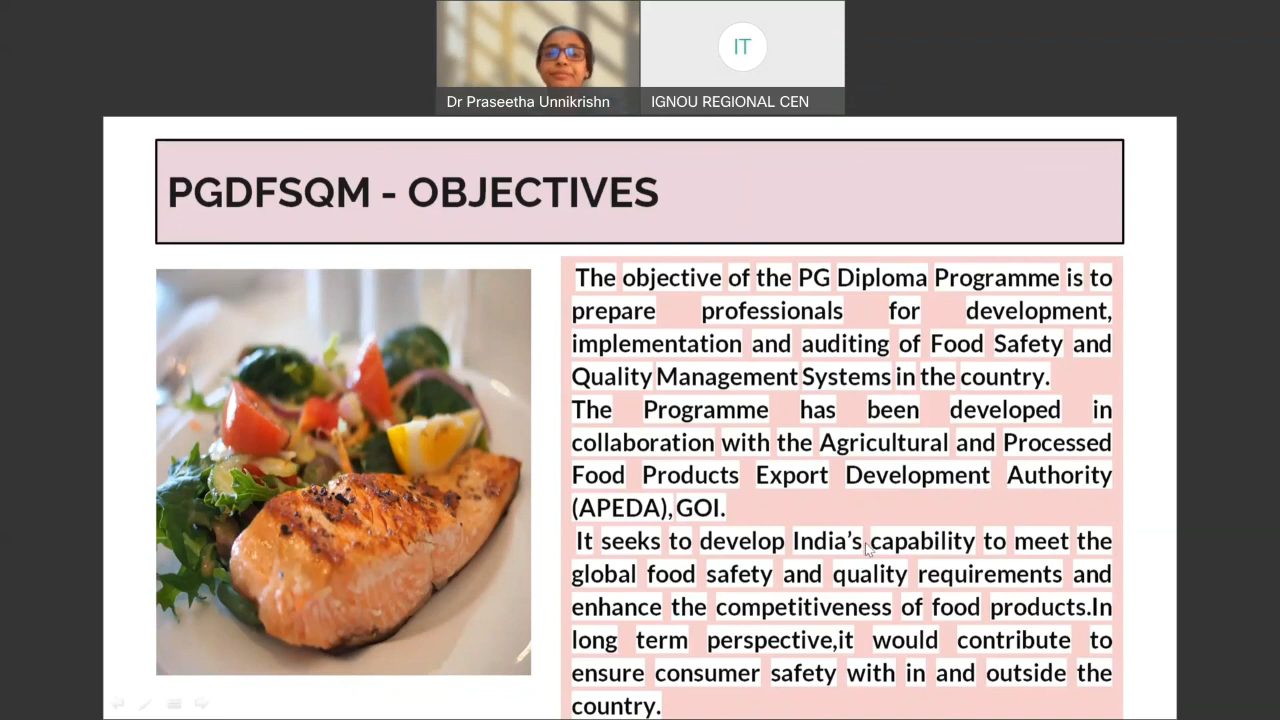 IT
Dr Praseetha Unnikrishn
IGNOU REGIONAL CEN
PGDFSQM - OBJECTIVES
The objective of the PG Diploma Programme is to
prepare professionals for development,
implementation and auditing of Food Safety and
Quality Management Systems in the country.
The Programme has been developed in
collaboration with the Agricultural and Processed
Food Products Export Development Authority
(APEDA),GOI.
It seeks to develop India’s capability to meet the
global food safety and quality requirements and
enhance the competitiveness of food products.In
long term perspective,it would contribute to
ensure consumer safety with in and outside the
country.